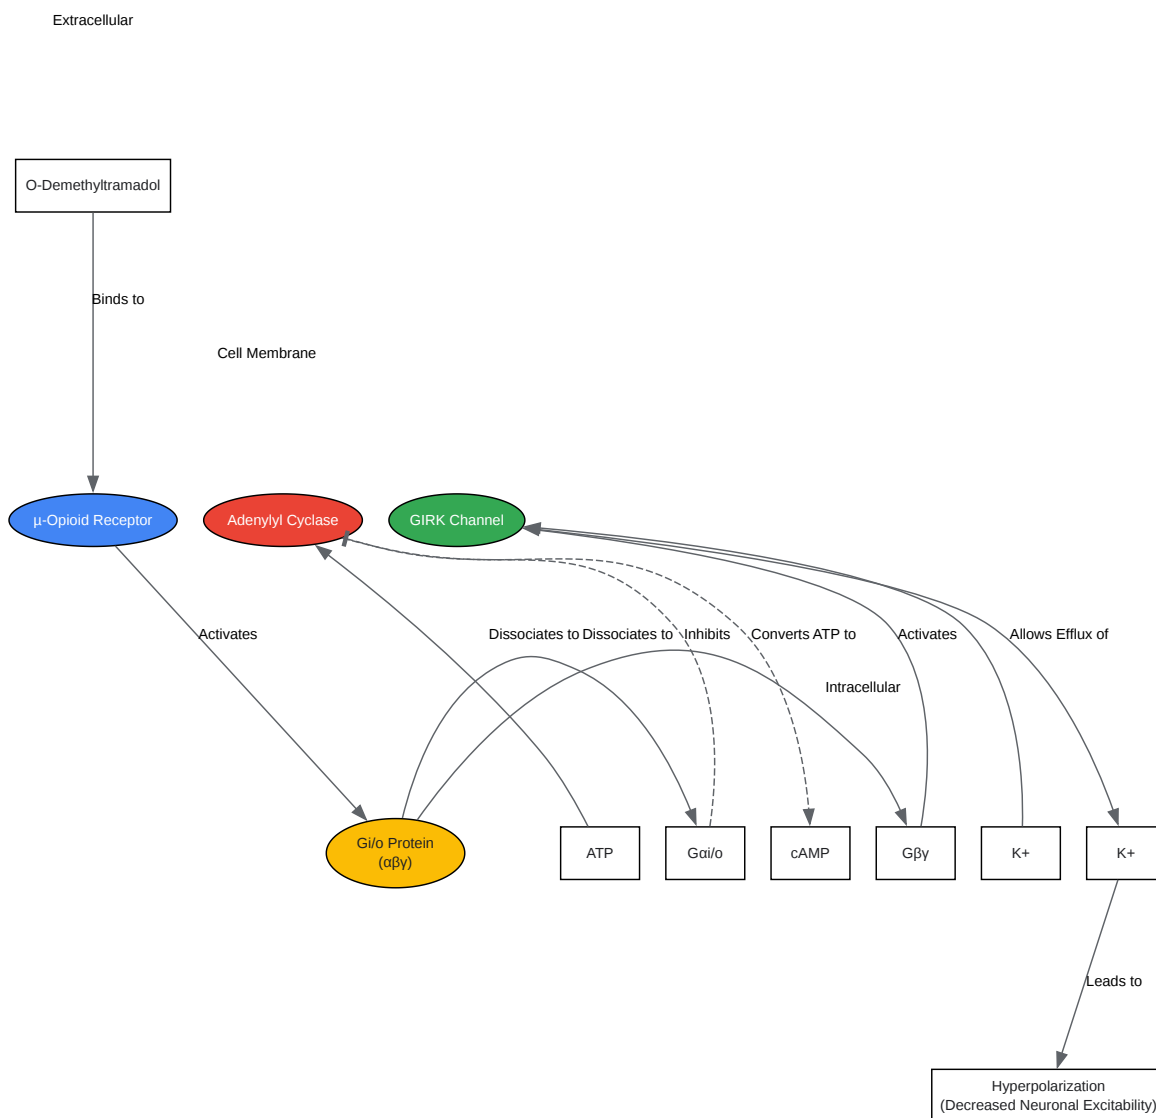 Extracellular
O-Demethyltramadol
Binds to
Cell Membrane
µ-Opioid Receptor
Adenylyl Cyclase
GIRK Channel
Activates
Dissociates to
Dissociates to
Inhibits
Converts ATP to
Activates
Allows Efflux of
Intracellular
Gi/o Protein
(αβγ)
ATP
Gαi/o
cAMP
Gβγ
K+
K+
Leads to
Hyperpolarization
(Decreased Neuronal Excitability)